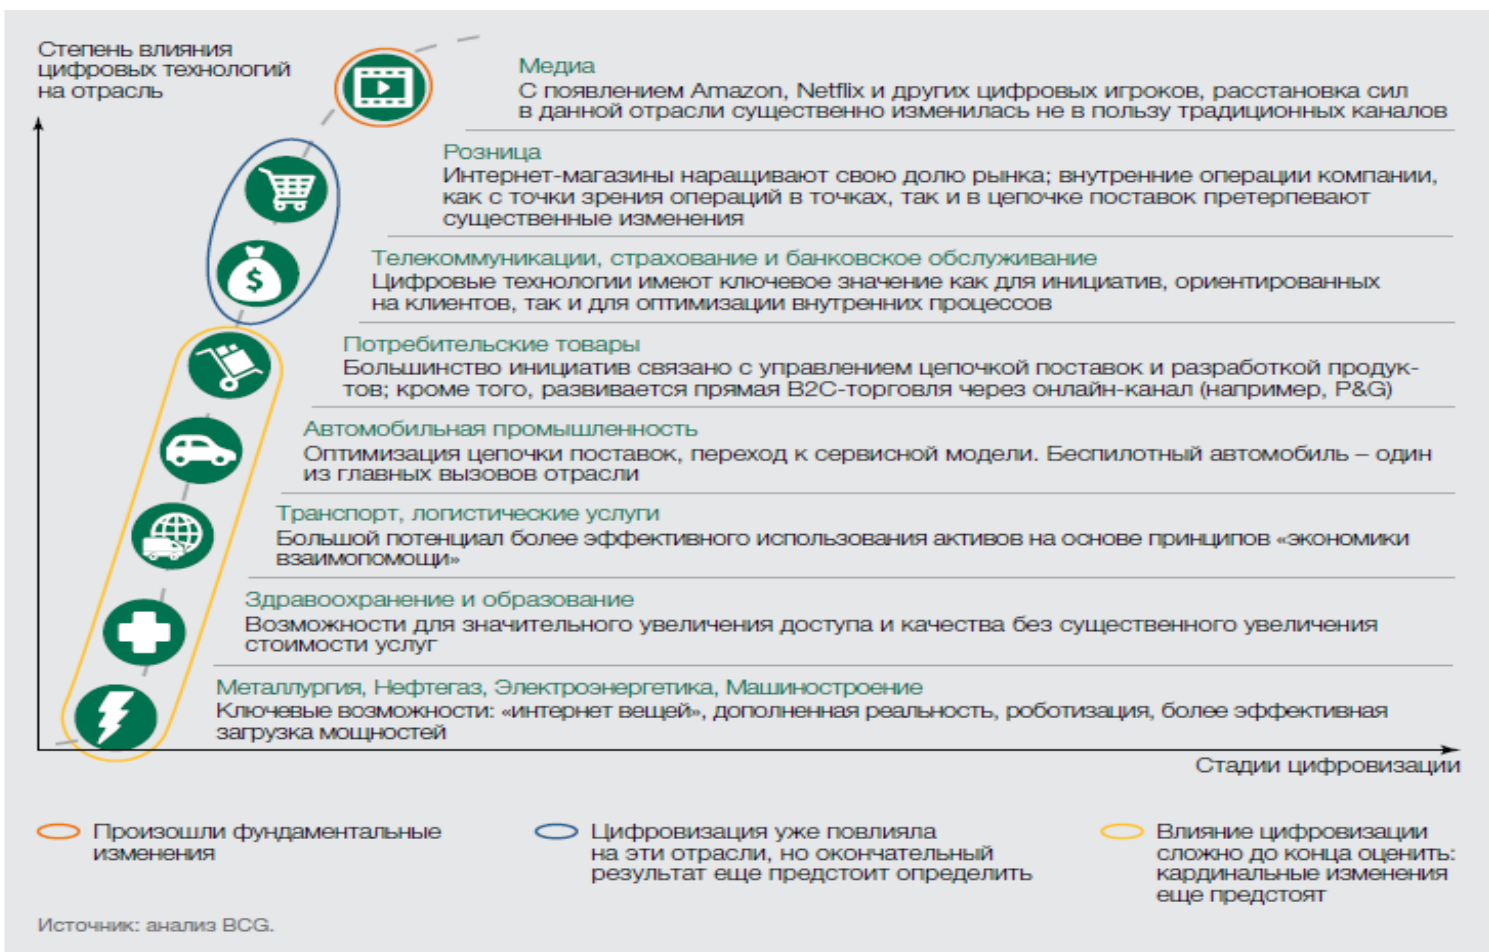 Степень влияния
цифровых технологий
на отрасль
Медиа
С появлением Amazon, Netflix и других цифровых игроков, расстановка сил
в данной отрасли существенно изменилась не в пользу традиционных каналов
Розница
Интернет-магазины наращивают свою долю рынка; внутренние операции компании,
как с точки зрения операций в точках, так и в цепочке поставок претерпевают
существенные изменения
Телекоммуникации, страхование и банковское обслуживание
Цифровые технологии имеют ключевое значение как для инициатив, ориентированных
на клиентов, так и для оптимизации внутренних процессов
$
Потребительские товары
Большинство инициатив связано с управлением цепочкой поставок и разработкой продук-
тов; кроме того, развивается прямая B2C-торговля через онлайн-канал (например, P&G)
Автомобильная промышленность
Оптимизация цепочки поставок, переход к сервисной модели. Беспилотный автомобиль – один
из главных вызовов отрасли
Транспорт, логистические услуги
Большой потенциал более эффективного использования активов на основе принципов «экономики
взаимопомощи»
Здравоохранение и образование
Возможности для значительного увеличения доступа и качества без существенного увеличения
стоимости услуг
Металлургия, Нефтегаз, Электроэнергетика, Машиностроение
Ключевые возможности: «интернет вещей», дополненная реальность, роботизация, более эффективная
загрузка мощностей
Стадии цифровизации
Произошли фундаментальные
изменения
Цифровизация уже повлияла
на эти отрасли, но окончательный
результат еще предстоит определить
Влияние цифровизации
сложно до конца оценить:
кардинальные изменения
еще предстоят
Источник: анализ BCG.